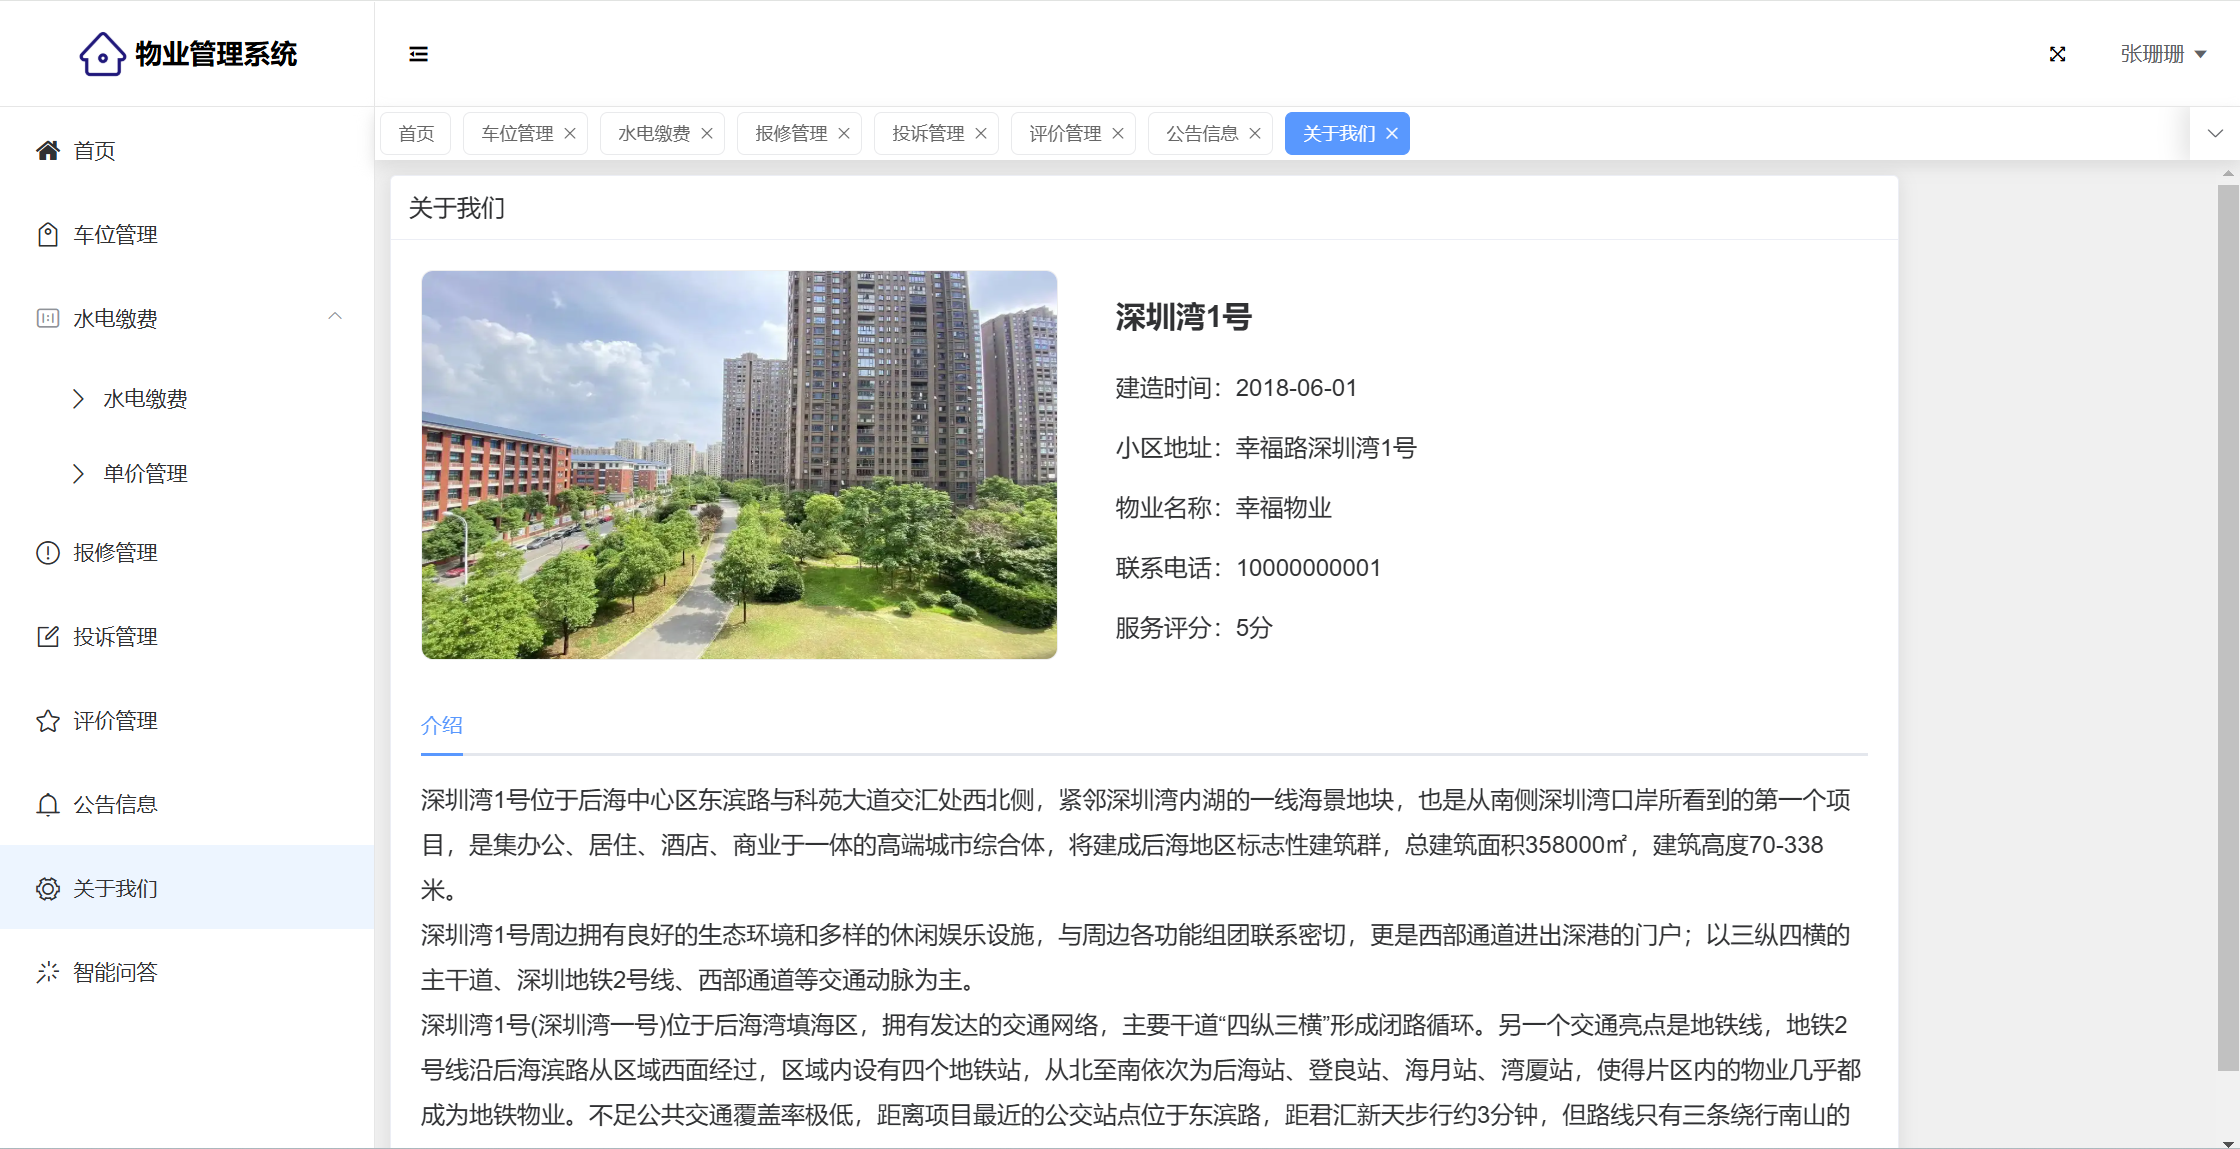 物业管理系统
张珊珊
首页
车位管理
水电缴费
水电缴费
单价管理
报修管理
投诉管理
评价管理
公告信息
关于我们
智能问答
首页 车位管理 水电缴费 报修管理 投诉管理 评价管理 公告信息 关于我们
关于我们
深圳湾1号
建造时间：2018-06-01
小区地址：幸福路深圳湾1号
物业名称：幸福物业
联系电话：10000000001
服务评分：5分
介绍
深圳湾1号位于后海中心区东滨路与科苑大道交汇处西北侧，紧邻深圳湾内湖的一线海景地块，也是从南侧深圳湾口岸所看到的第一个项
目，是集办公、居住、酒店、商业于一体的高端城市综合体，将建成后海地区标志性建筑群，总建筑面积358000㎡，建筑高度70-338
米。
深圳湾1号周边拥有良好的生态环境和多样的休闲娱乐设施，与周边各功能组团联系密切，更是西部通道进出深港的门户；以三纵四横的
主干道、深圳地铁2号线、西部通道等交通动脉为主。
深圳湾1号(深圳湾一号)位于后海湾填海区，拥有发达的交通网络，主要干道“四纵三横”形成闭路循环。另一个交通亮点是地铁线，地铁2
号线沿后海滨路从区域西面经过，区域内设有四个地铁站，从北至南依次为后海站、登良站、海月站、湾厦站，使得片区内的物业几乎都
成为地铁物业。不足公共交通覆盖率极低，距离项目最近的公交站点位于东滨路，距君汇新天步行约3分钟，但路线只有三条绕行南山的